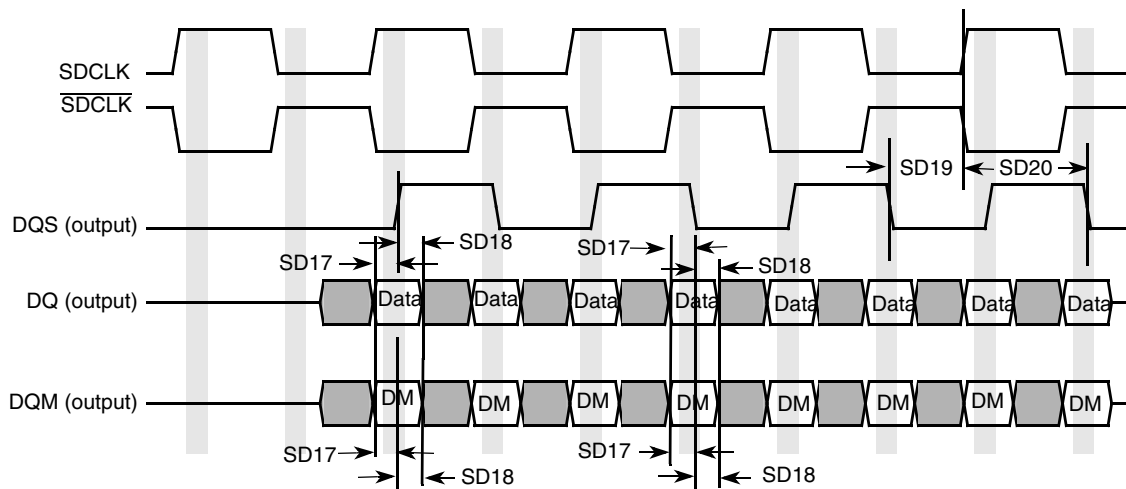 SDCLK
SDCLK
SD19 SD20
DQS (output)
SD18 SD17
SD17 SD18
DQ (output) Data Data Data Data Data Data Data Data
DQM (output) DM DM DM DM DM DM DM DM
SD17 SD17
SD18 SD18